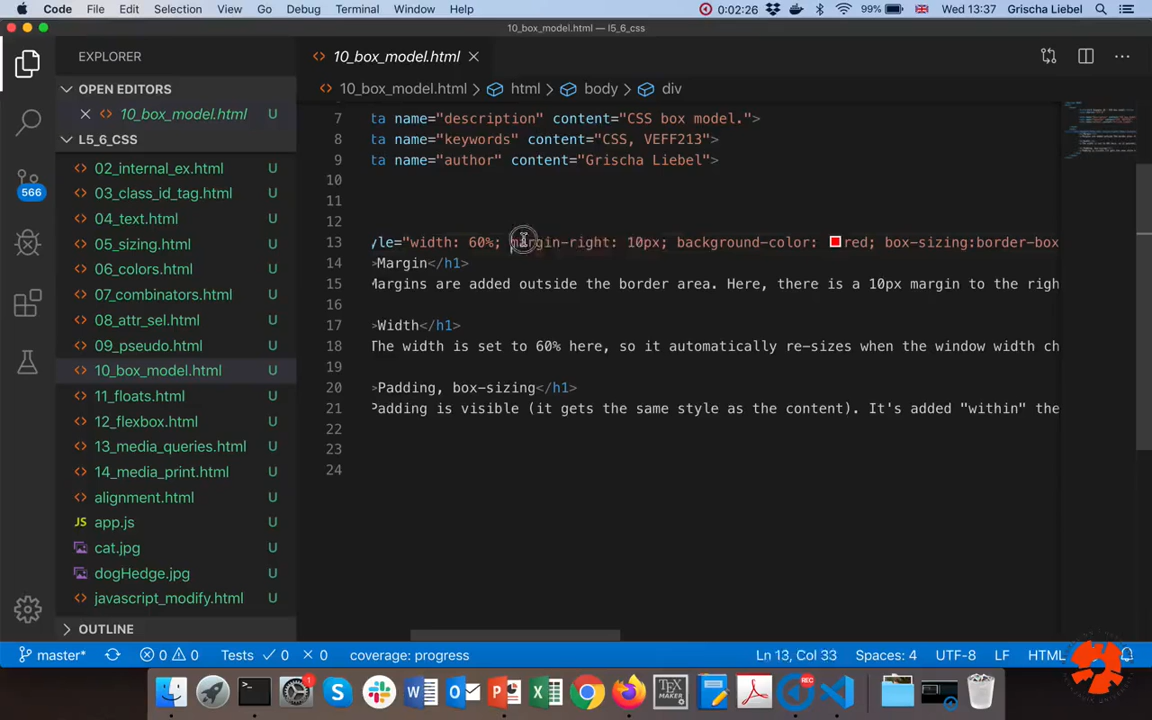 Code File Edit Selection View Go Debug Terminal Window Help 0:02:26 99% Wed 13:37 Grischa Liebel
10_box_model.html — l5_6_css
EXPLORER
10_box_model.html
OPEN EDITORS
10_box_model.html > html > body > div
10_box_model.html U
L5_6_CSS
02_internal_ex.html U
03_class_id_tag.html U
04_text.html U
05_sizing.html U
06_colors.html U
07_combinators.html U
08_attr_sel.html U
09_pseudo.html U
10_box_model.html U
11_floats.html U
12_flexbox.html U
13_media_queries.html U
14_media_print.html U
alignment.html U
JS app.js U
cat.jpg U
dogHedge.jpg U
javascript_modify.html U
OUTLINE
566
7 ta name="description" content="CSS box model.">
8 ta name="keywords" content="CSS, VEFF213">
9 ta name="author" content="Grischa Liebel">
10
11
12
13 yle="width: 60%; margin-right: 10px; background-color: red; box-sizing:border-box
14 >Margin</h1>
15 Margins are added outside the border area. Here, there is a 10px margin to the righ
16
17 >Width</h1>
18 The width is set to 60% here, so it automatically re-sizes when the window width ch
19
20 >Padding, box-sizing</h1>
21 Padding is visible (it gets the same style as the content). It's added "within" the
22
23
24
master* 0 0 Tests 0 0 coverage: progress Ln 13, Col 33 Spaces: 4 UTF-8 LF HTML
REC
1
TEX
MAKER